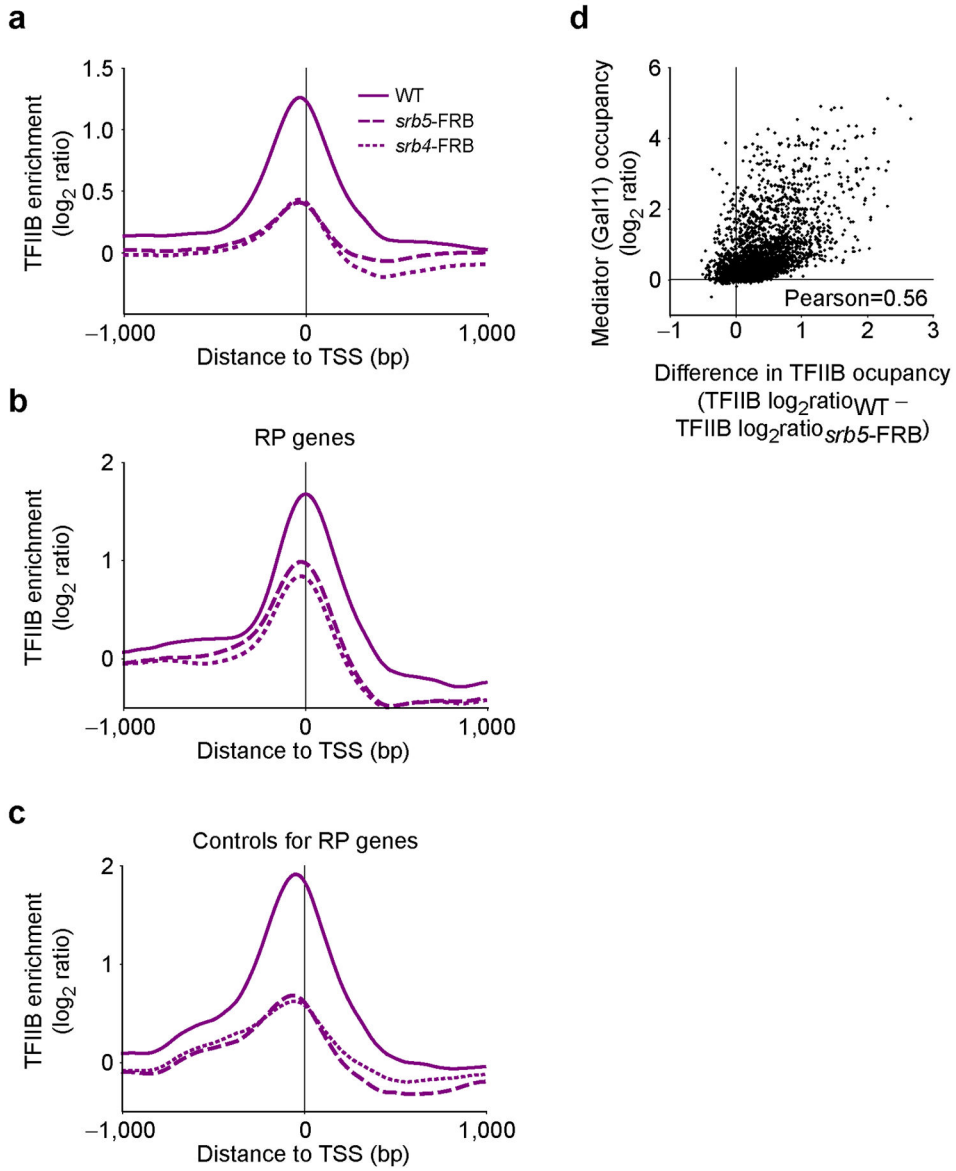 a
1.5
1.0
0.5
0
TFIIB enrichment
(log2 ratio)
WT
srb5-FRB
srb4-FRB
−1,000 0 1,000
Distance to TSS (bp)
b
RP genes
2
1
0
TFIIB enrichment
(log2 ratio)
−1,000 0 1,000
Distance to TSS (bp)
c
Controls for RP genes
2
1
0
TFIIB enrichment
(log2 ratio)
−1,000 0 1,000
Distance to TSS (bp)
d
6
4
2
0
−1
Mediator (Gal11) occupancy
(log2 ratio)
Pearson=0.56
−1 0 1 2 3
Difference in TFIIB ocupancy
(TFIIB log2ratioWT –
TFIIB log2ratiosrb5-FRB)